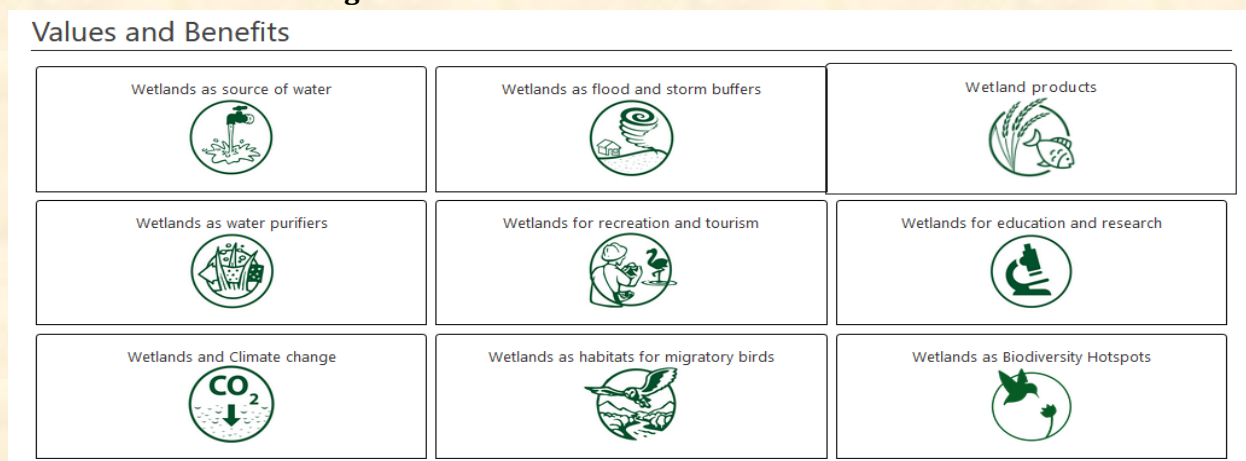 Values and Benefits
Wetlands as source of water
Wetlands as flood and storm buffers
Wetland products
Wetlands as water purifiers
Wetlands for recreation and tourism
Wetlands for education and research
Wetlands and Climate change
CO2
Wetlands as habitats for migratory birds
Wetlands as Biodiversity Hotspots